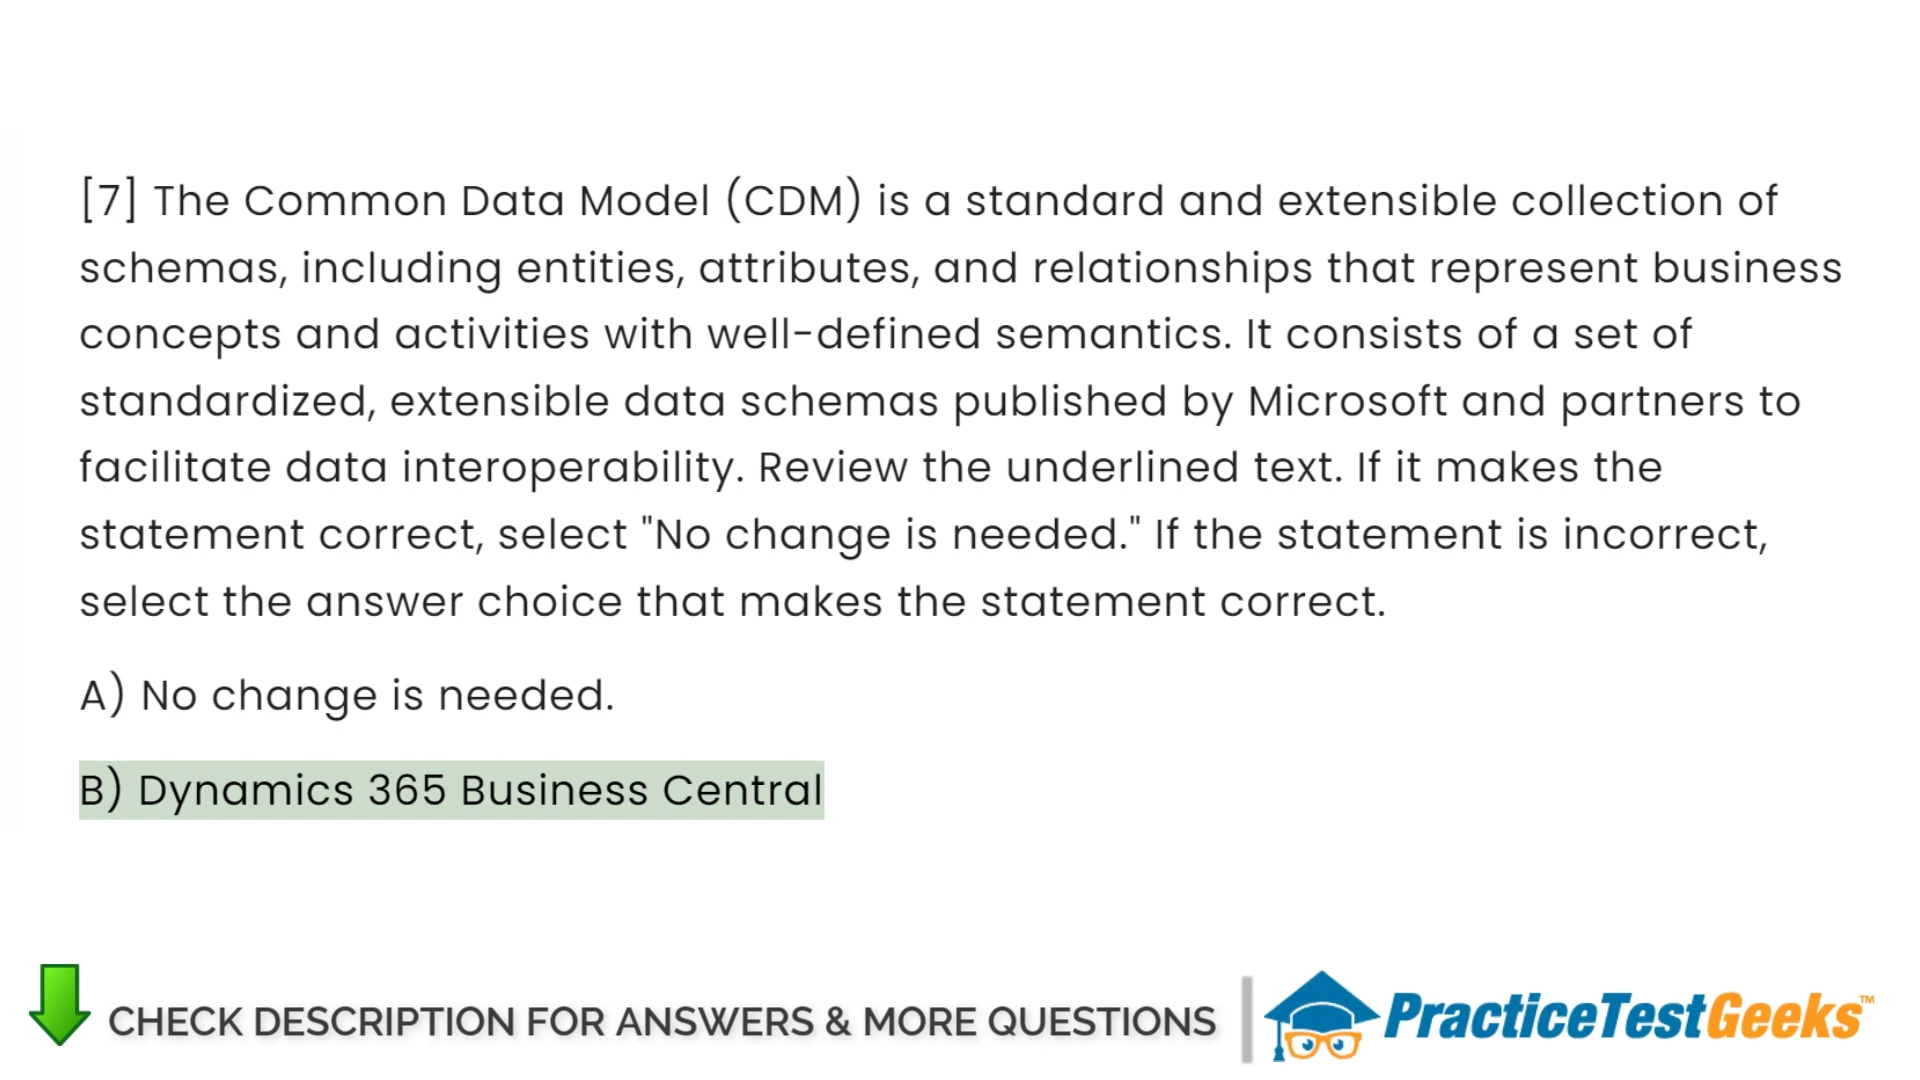 [7] The Common Data Model (CDM) is a standard and extensible collection of
schemas, including entities, attributes, and relationships that represent business
concepts and activities with well-defined semantics. It consists of a set of
standardized, extensible data schemas published by Microsoft and partners to
facilitate data interoperability. Review the underlined text. If it makes the
statement correct, select "No change is needed." If the statement is incorrect,
select the answer choice that makes the statement correct.
A) No change is needed.
B) Dynamics 365 Business Central
CHECK DESCRIPTION FOR ANSWERS & MORE QUESTIONS
PracticeTestGeeks™